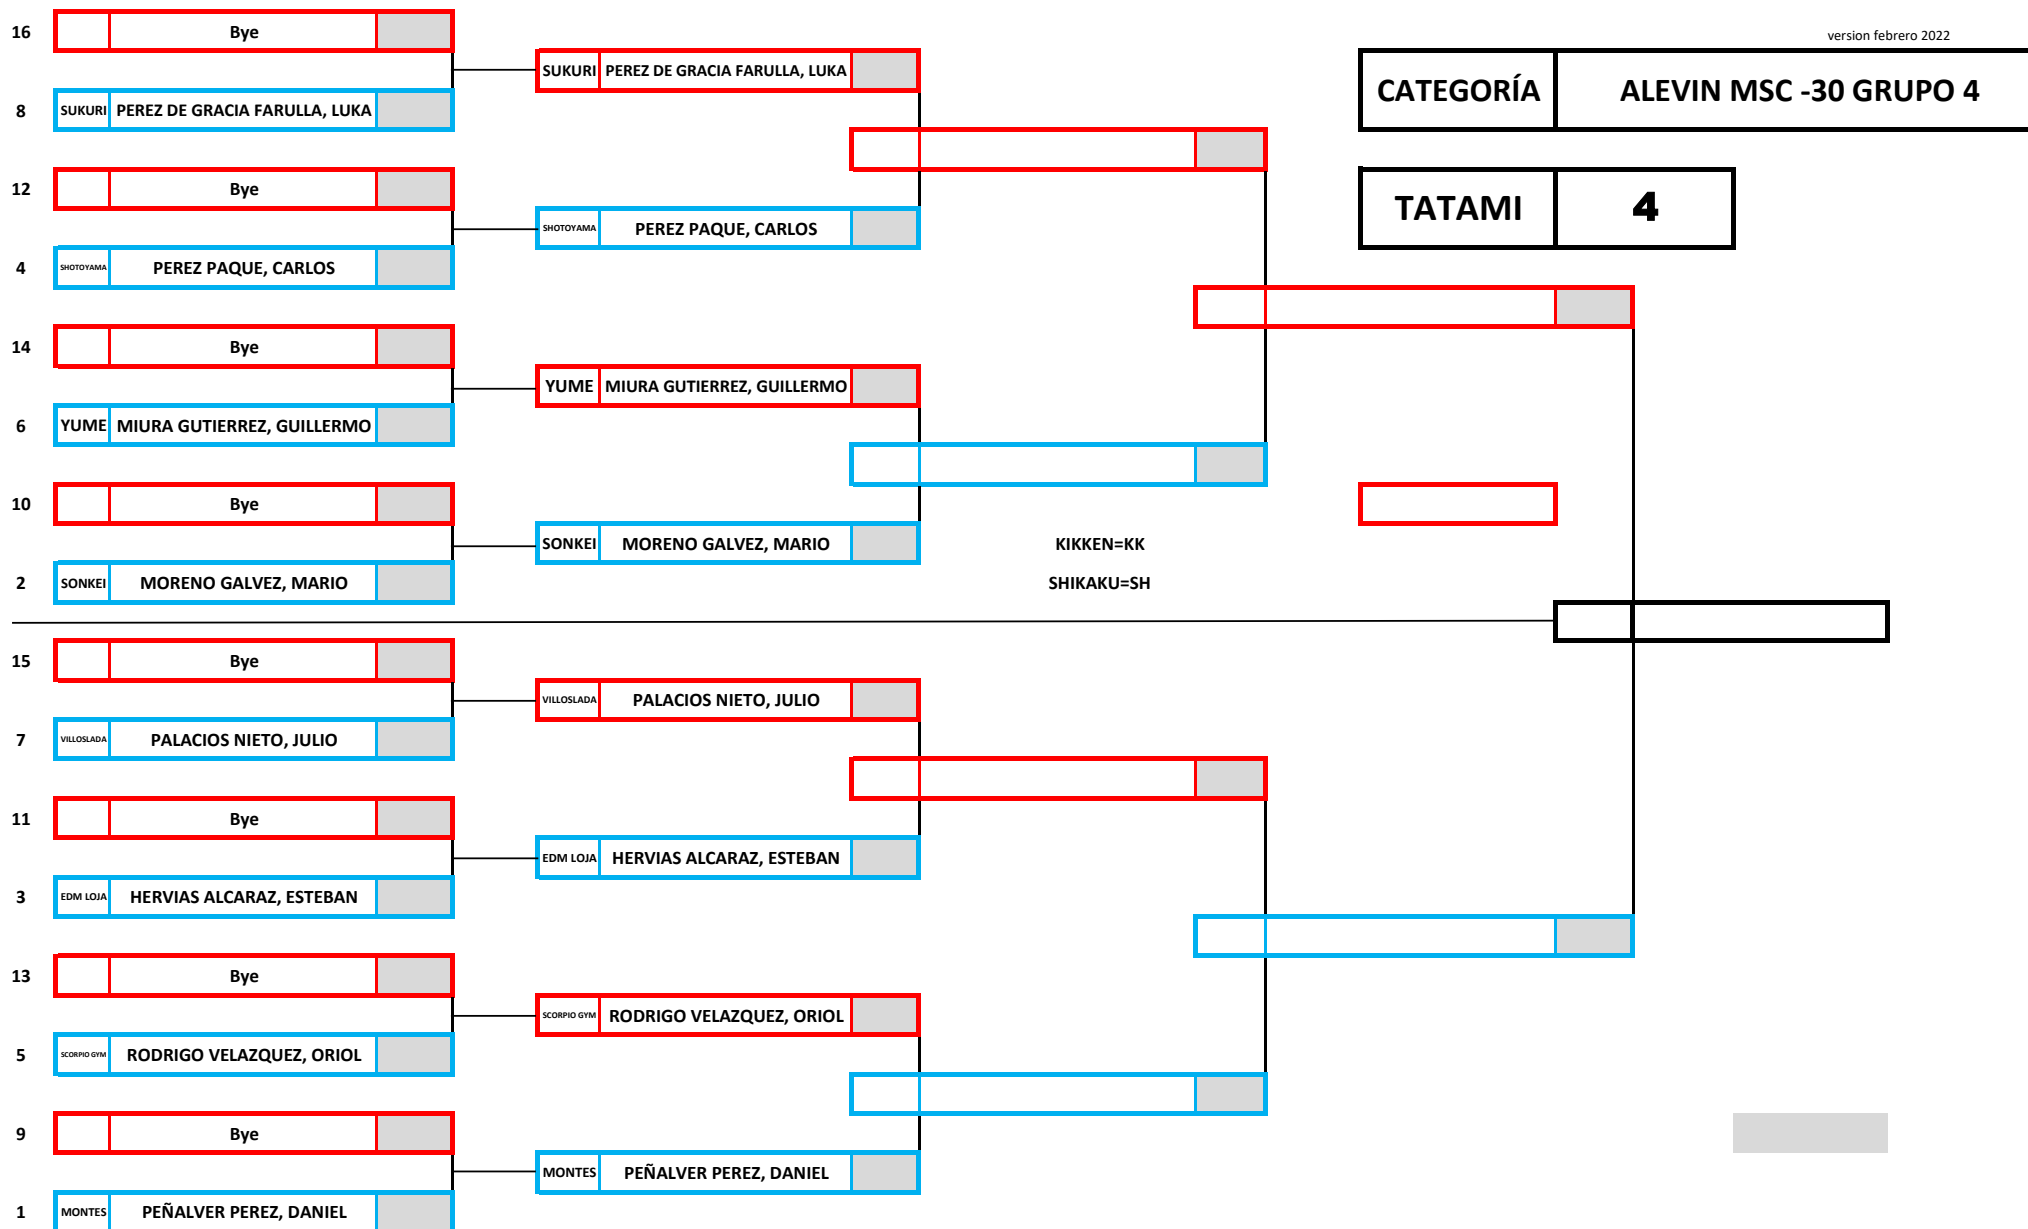 version febrero 2022
CATEGORÍA ALEVIN MSC -30 GRUPO 4
TATAMI 4
16 Bye
8 SUKURI PEREZ DE GRACIA FARULLA, LUKA
12 Bye
4 SHOTOYAMA PEREZ PAQUE, CARLOS
14 Bye
6 YUME MIURA GUTIERREZ, GUILLERMO
10 Bye
2 SONKEI MORENO GALVEZ, MARIO
15 Bye
7 VILLOSLADA PALACIOS NIETO, JULIO
11 Bye
3 EDM LOJA HERVIAS ALCARAZ, ESTEBAN
13 Bye
5 SCORPIO GYM RODRIGO VELAZQUEZ, ORIOL
9 Bye
1 MONTES PEÑALVER PEREZ, DANIEL
SUKURI PEREZ DE GRACIA FARULLA, LUKA
SHOTOYAMA PEREZ PAQUE, CARLOS
YUME MIURA GUTIERREZ, GUILLERMO
SONKEI MORENO GALVEZ, MARIO
VILLOSLADA PALACIOS NIETO, JULIO
EDM LOJA HERVIAS ALCARAZ, ESTEBAN
SCORPIO GYM RODRIGO VELAZQUEZ, ORIOL
MONTES PEÑALVER PEREZ, DANIEL
KIKKEN=KK
SHIKAKU=SH